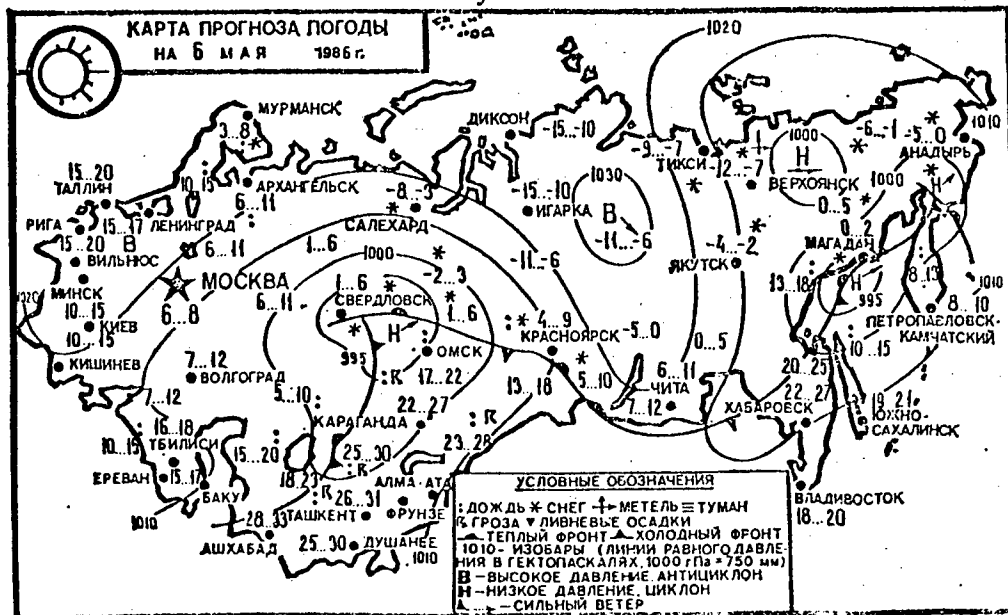 КАРТА ПРОГНОЗА ПОГОДЫ
НА 6 МАЯ 1986 г.
1020
МУРМАНСК
3...8
ДИКСОН
-15...-10
-9...-7
ТИКСИ
-12...-7
1000
Н
ВЕРХОЯНСК
-6...-1
-5...0
1010
АНАДЫРЬ
15...20
ТАЛЛИН
10...15
АРХАНГЕЛЬСК
6...11
-8...-3
САЛЕХАРД
-15...-10
ИГАРКА
1030
В
-11...-6
0...5
1000
Н
РИГА
15...17
ЛЕНИНГРАД
15...20
В
ВИЛЬНЮС
6...11
1...6
-11...-6
-4...-2
ЯКУТСК
0...2
МАГАДАН
МИНСК
МОСКВА
1000
-2...3
13...18
Н
995
8...13
1010
8...10
1020
10...15
КИЕВ
6...8
6...11
1...6
СВЕРДЛОВСК
Н
1...6
4...9
КРАСНОЯРСК
-5...0
0...5
ПЕТРОПАВЛОВСК-
КАМЧАТСКИЙ
10...15
КИШИНЕВ
995
ОМСК
17...22
10...15
20...25
7...12
ВОЛГОГРАД
5...10
13...18
5...10
6...11
ЧИТА
7...12
22...27
ХАБАРОВСК
19...21
ЮЖНО-
САХАЛИНСК
7...12
16...18
КАРАГАНДА
22...27
23...28
10...15
ТБИЛИСИ
15...20
25...30
ЕРЕВАН
15...17
БАКУ
18...23
АЛМА-АТА
ВЛАДИВОСТОК
18...20
1010
26...31
ТАШКЕНТ
ФРУНЗЕ
28...33
АШХАБАД
25...30
ДУШАНБЕ
1010
УСЛОВНЫЕ ОБОЗНАЧЕНИЯ
ДОЖДЬ СНЕГ МЕТЕЛЬ ТУМАН
ГРОЗА ЛИВНЕВЫЕ ОСАДКИ
ТЕПЛЫЙ ФРОНТ ХОЛОДНЫЙ ФРОНТ
1010 - ИЗОБАРЫ (ЛИНИИ РАВНОГО ДАВЛЕ-
НИЯ В ГЕКТОПАСКАЛЯХ, 1000 гПа = 750 мм)
В - ВЫСОКОЕ ДАВЛЕНИЕ, АНТИЦИКЛОН
Н - НИЗКОЕ ДАВЛЕНИЕ, ЦИКЛОН
- СИЛЬНЫЙ ВЕТЕР